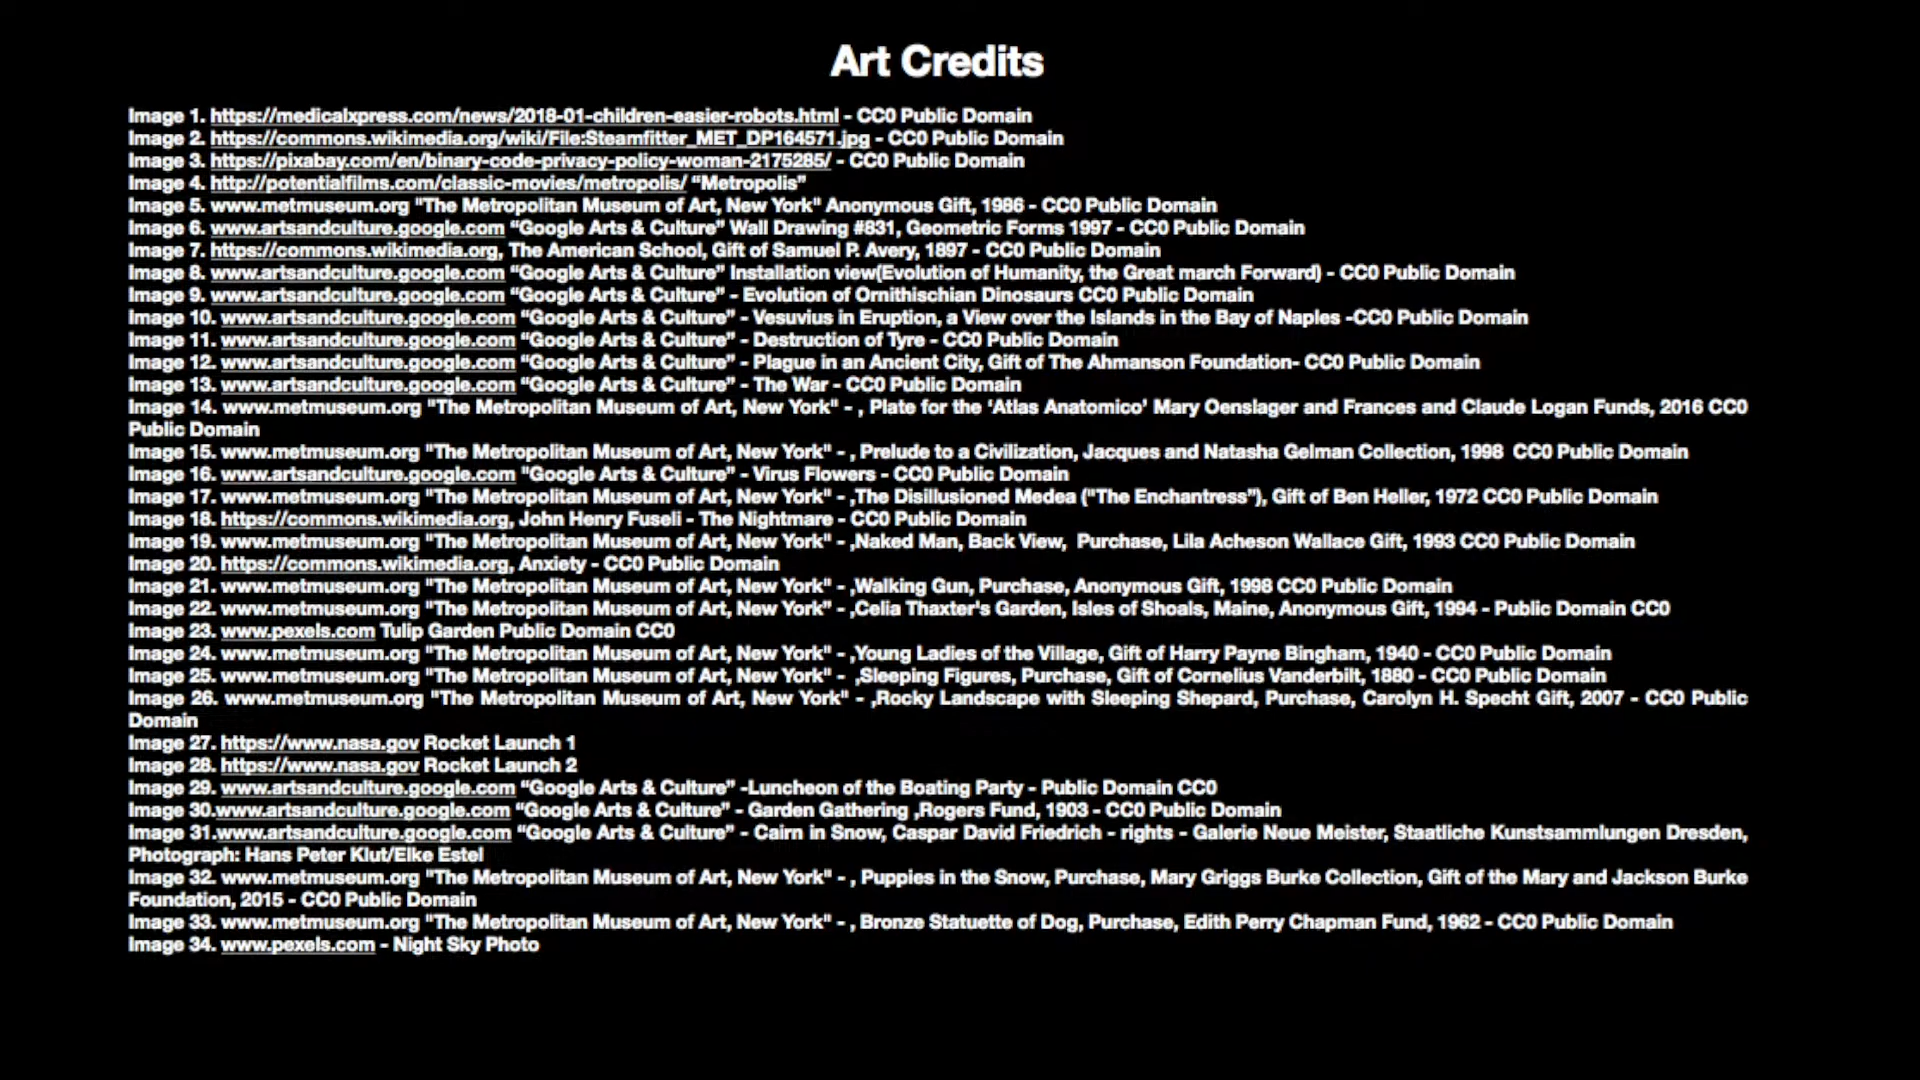 Art Credits
Image 1. https://medicalxpress.com/news/2018-01-children-easier-robots.html - CC0 Public Domain
Image 2. https://commons.wikimedia.org/wiki/File:Steamfitter_MET_DP164571.jpg - CC0 Public Domain
Image 3. https://pixabay.com/en/binary-code-privacy-policy-woman-2175285/ - CC0 Public Domain
Image 4. http://potentialfilms.com/classic-movies/metropolis/ “Metropolis”
Image 5. www.metmuseum.org "The Metropolitan Museum of Art, New York" Anonymous Gift, 1986 - CC0 Public Domain
Image 6. www.artsandculture.google.com “Google Arts & Culture” Wall Drawing #831, Geometric Forms 1997 - CC0 Public Domain
Image 7. https://commons.wikimedia.org, The American School, Gift of Samuel P. Avery, 1897 - CC0 Public Domain
Image 8. www.artsandculture.google.com “Google Arts & Culture” Installation view(Evolution of Humanity, the Great march Forward) - CC0 Public Domain
Image 9. www.artsandculture.google.com “Google Arts & Culture” - Evolution of Ornithischian Dinosaurs CC0 Public Domain
Image 10. www.artsandculture.google.com “Google Arts & Culture” - Vesuvius in Eruption, a View over the Islands in the Bay of Naples -CC0 Public Domain
Image 11. www.artsandculture.google.com “Google Arts & Culture” - Destruction of Tyre - CC0 Public Domain
Image 12. www.artsandculture.google.com “Google Arts & Culture” - Plague in an Ancient City, Gift of The Ahmanson Foundation- CC0 Public Domain
Image 13. www.artsandculture.google.com “Google Arts & Culture” - The War - CC0 Public Domain
Image 14. www.metmuseum.org "The Metropolitan Museum of Art, New York" - , Plate for the ‘Atlas Anatomico’ Mary Oenslager and Frances and Claude Logan Funds, 2016 CC0
Public Domain
Image 15. www.metmuseum.org "The Metropolitan Museum of Art, New York" - , Prelude to a Civilization, Jacques and Natasha Gelman Collection, 1998 CC0 Public Domain
Image 16. www.artsandculture.google.com “Google Arts & Culture” - Virus Flowers - CC0 Public Domain
Image 17. www.metmuseum.org "The Metropolitan Museum of Art, New York" - ,The Disillusioned Medea ("The Enchantress”), Gift of Ben Heller, 1972 CC0 Public Domain
Image 18. https://commons.wikimedia.org, John Henry Fuseli - The Nightmare - CC0 Public Domain
Image 19. www.metmuseum.org "The Metropolitan Museum of Art, New York" - ,Naked Man, Back View, Purchase, Lila Acheson Wallace Gift, 1993 CC0 Public Domain
Image 20. https://commons.wikimedia.org, Anxiety - CC0 Public Domain
Image 21. www.metmuseum.org "The Metropolitan Museum of Art, New York" - ,Walking Gun, Purchase, Anonymous Gift, 1998 CC0 Public Domain
Image 22. www.metmuseum.org "The Metropolitan Museum of Art, New York” - ,Celia Thaxter's Garden, Isles of Shoals, Maine, Anonymous Gift, 1994 - Public Domain CC0
Image 23. www.pexels.com Tulip Garden Public Domain CC0
Image 24. www.metmuseum.org "The Metropolitan Museum of Art, New York" - ,Young Ladies of the Village, Gift of Harry Payne Bingham, 1940 - CC0 Public Domain
Image 25. www.metmuseum.org "The Metropolitan Museum of Art, New York" - ,Sleeping Figures, Purchase, Gift of Cornelius Vanderbilt, 1880 - CC0 Public Domain
Image 26. www.metmuseum.org "The Metropolitan Museum of Art, New York" - ,Rocky Landscape with Sleeping Shepard, Purchase, Carolyn H. Specht Gift, 2007 - CC0 Public
Domain
Image 27. https://www.nasa.gov Rocket Launch 1
Image 28. https://www.nasa.gov Rocket Launch 2
Image 29. www.artsandculture.google.com “Google Arts & Culture” -Luncheon of the Boating Party - Public Domain CC0
Image 30.www.artsandculture.google.com “Google Arts & Culture” - Garden Gathering ,Rogers Fund, 1903 - CC0 Public Domain
Image 31.www.artsandculture.google.com “Google Arts & Culture” - Cairn in Snow, Caspar David Friedrich - rights - Galerie Neue Meister, Staatliche Kunstsammlungen Dresden,
Photograph: Hans Peter Klut/Elke Estel
Image 32. www.metmuseum.org "The Metropolitan Museum of Art, New York" - , Puppies in the Snow, Purchase, Mary Griggs Burke Collection, Gift of the Mary and Jackson Burke
Foundation, 2015 - CC0 Public Domain
Image 33. www.metmuseum.org "The Metropolitan Museum of Art, New York" - , Bronze Statuette of Dog, Purchase, Edith Perry Chapman Fund, 1962 - CC0 Public Domain
Image 34. www.pexels.com - Night Sky Photo